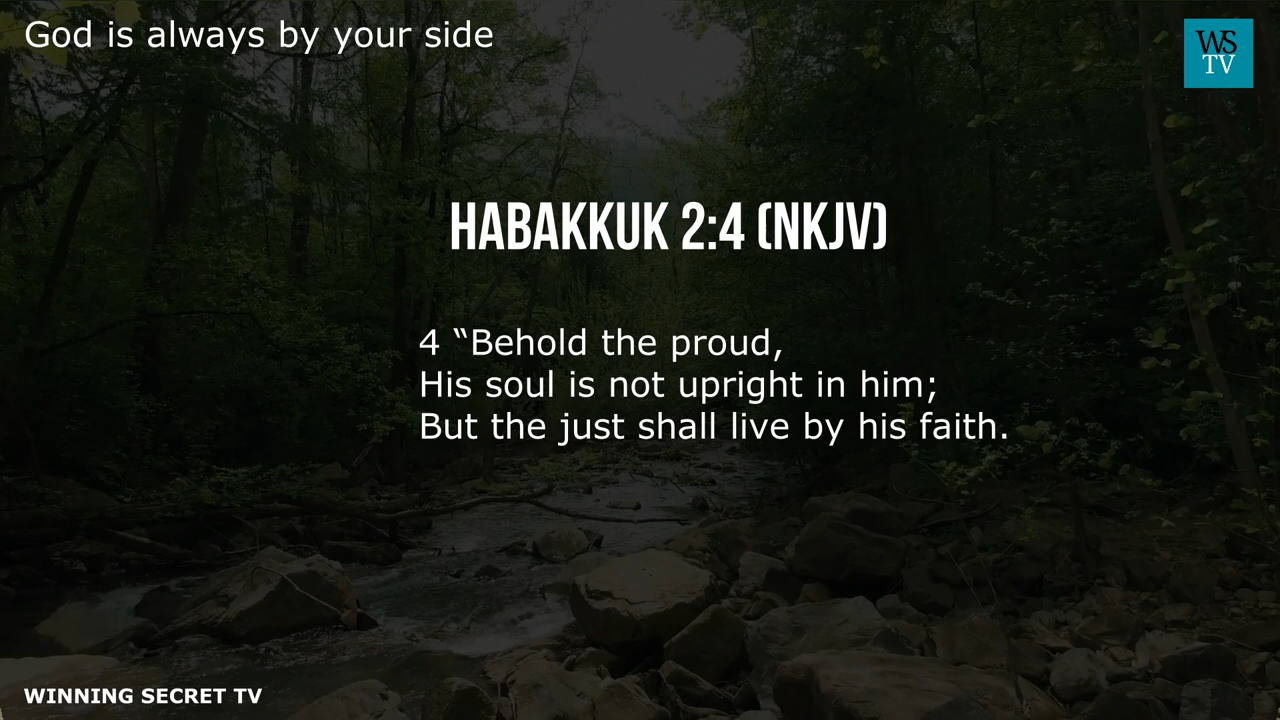 God is always by your side
WS
TV
HABAKKUK 2:4 (NKJV)
4 “Behold the proud,
His soul is not upright in him;
But the just shall live by his faith.
WINNING SECRET TV